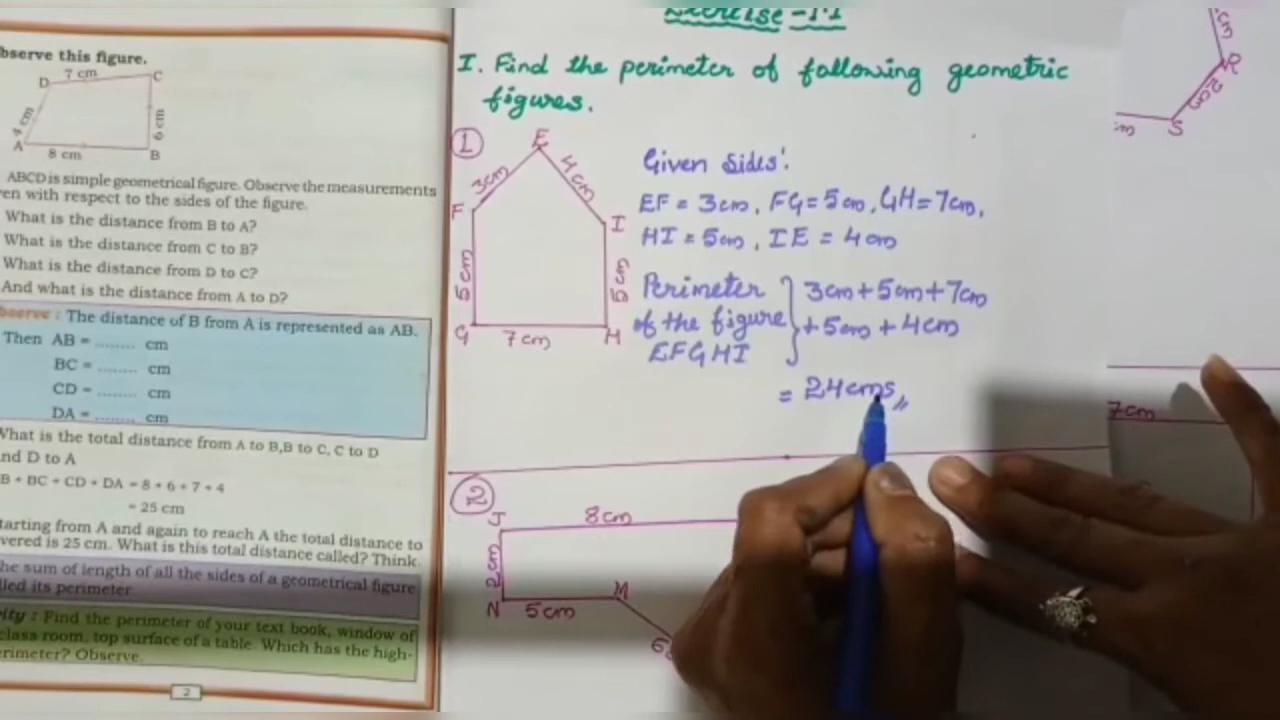 bserve this figure.
D 7 cm C
4 cm
6 cm
A 8 cm B
ABCD is simple geometrical figure. Observe the measurements
en with respect to the sides of the figure.
What is the distance from B to A?
What is the distance from C to B?
What is the distance from D to C?
And what is the distance from A to D?
bserve : The distance of B from A is represented as AB.
Then AB = ........ cm
BC = ........ cm
CD = ........ cm
DA = ........ cm
What is the total distance from A to B,B to C, C to D
nd D to A
B + BC + CD + DA = 8 + 6 + 7 + 4
= 25 cm
tarting from A and again to reach A the total distance to
vered is 25 cm. What is this total distance called? Think.
he sum of length of all the sides of a geometrical figure
lled its perimeter
ity : Find the perimeter of your text book, window of
class room, top surface of a table. Which has the high-
rimeter? Observe.
2
Exercise - 1.1
I. Find the perimeter of following geometric
figures.
1
E
3cm 4cm
F I
5cm 5cm
G 7cm H
Given Sides:
EF = 3cm, FG = 5cm, GH = 7cm,
HI = 5cm, IE = 4cm
Perimeter } 3cm + 5cm + 7cm
of the figure + 5cm + 4cm
EFGHI
= 24cms
2
J 8cm
2cm
N 5cm M
6
cm
R
2cm
m S
7cm